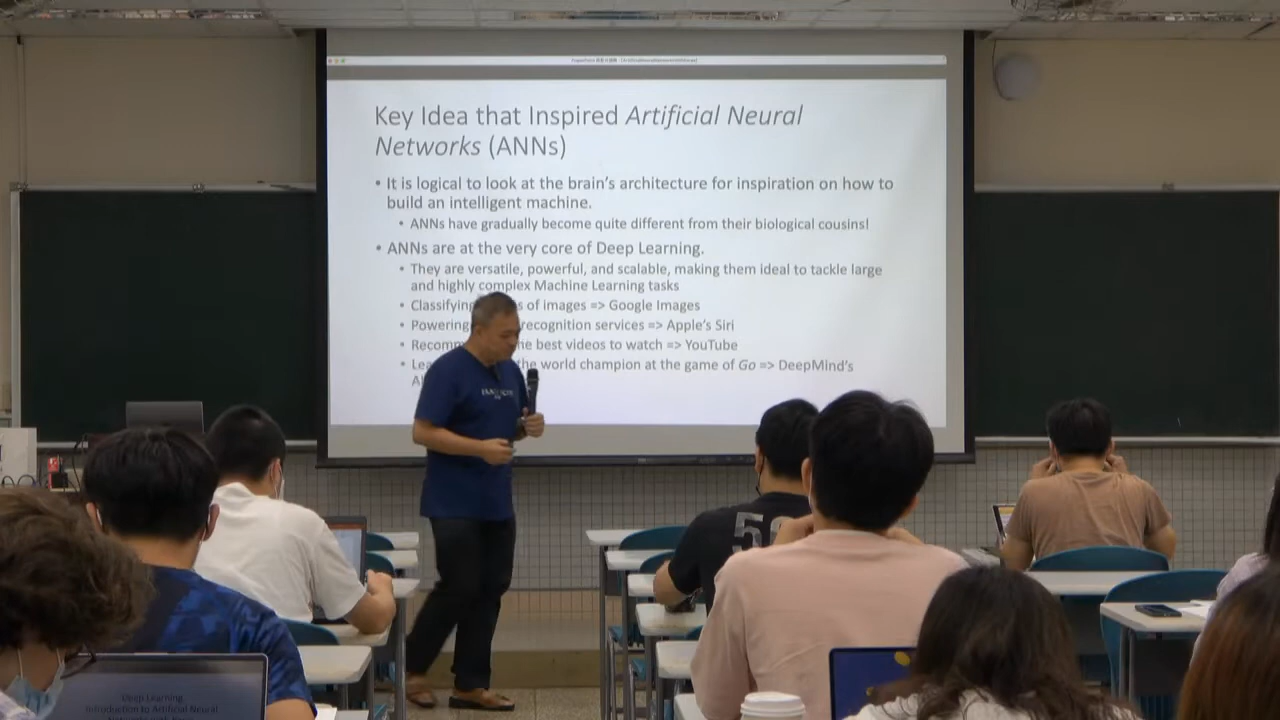 Key Idea that Inspired Artificial Neural
Networks (ANNs)
• It is logical to look at the brain's architecture for inspiration on how to
build an intelligent machine.
• ANNs have gradually become quite different from their biological cousins!
• ANNs are at the very core of Deep Learning.
• They are versatile, powerful, and scalable, making them ideal to tackle large
and highly complex Machine Learning tasks
• Classifying of images => Google Images
• Powering recognition services => Apple's Siri
• best videos to watch => YouTube
• the world champion at the game of Go => DeepMind's
Deep Learning
Introduction to Artificial Neural